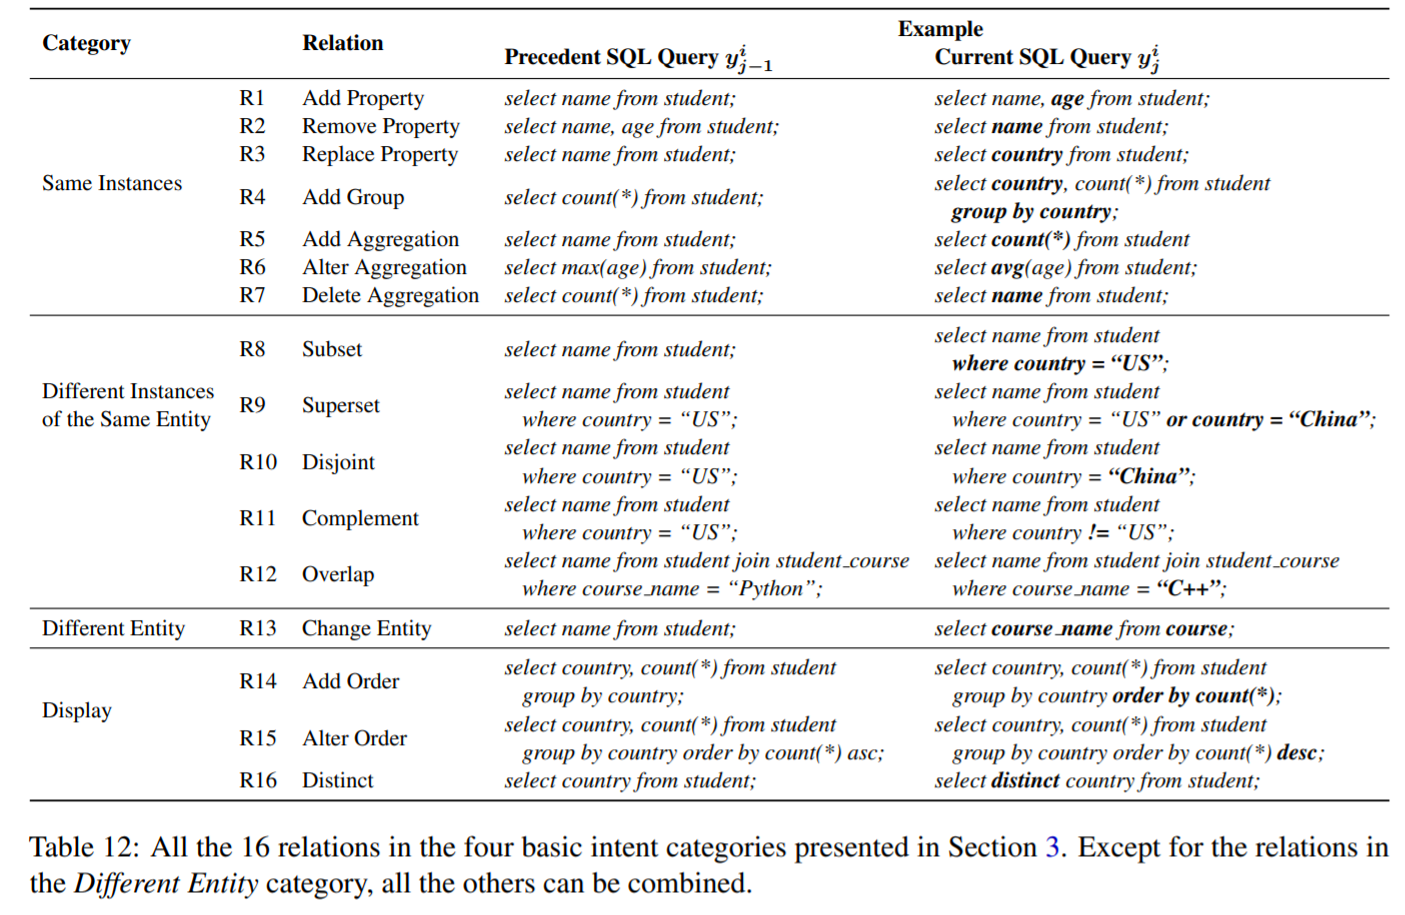 Category Relation Example
Precedent SQL Query y^i_{j−1} Current SQL Query y^i_j
R1 Add Property select name from student; select name, age from student;
R2 Remove Property select name, age from student; select name from student;
R3 Replace Property select name from student; select country from student;
Same Instances R4 Add Group select count(*) from student; select country, count(*) from student
group by country;
R5 Add Aggregation select name from student; select count(*) from student
R6 Alter Aggregation select max(age) from student; select avg(age) from student;
R7 Delete Aggregation select count(*) from student; select name from student;
R8 Subset select name from student; select name from student
where country = “US”;
Different Instances
of the Same Entity
R9 Superset select name from student select name from student
where country = “US”; where country = “US” or country = “China”;
R10 Disjoint select name from student select name from student
where country = “US”; where country = “China”;
R11 Complement select name from student select name from student
where country = “US”; where country != “US”;
R12 Overlap select name from student join student_course select name from student join student_course
where course_name = “Python”; where course_name = “C++”;
Different Entity R13 Change Entity select name from student; select course_name from course;
Display
R14 Add Order select country, count(*) from student select country, count(*) from student
group by country; group by country order by count(*);
R15 Alter Order select country, count(*) from student select country, count(*) from student
group by country order by count(*) asc; group by country order by count(*) desc;
R16 Distinct select country from student; select distinct country from student;
Table 12: All the 16 relations in the four basic intent categories presented in Section 3. Except for the relations in
the Different Entity category, all the others can be combined.